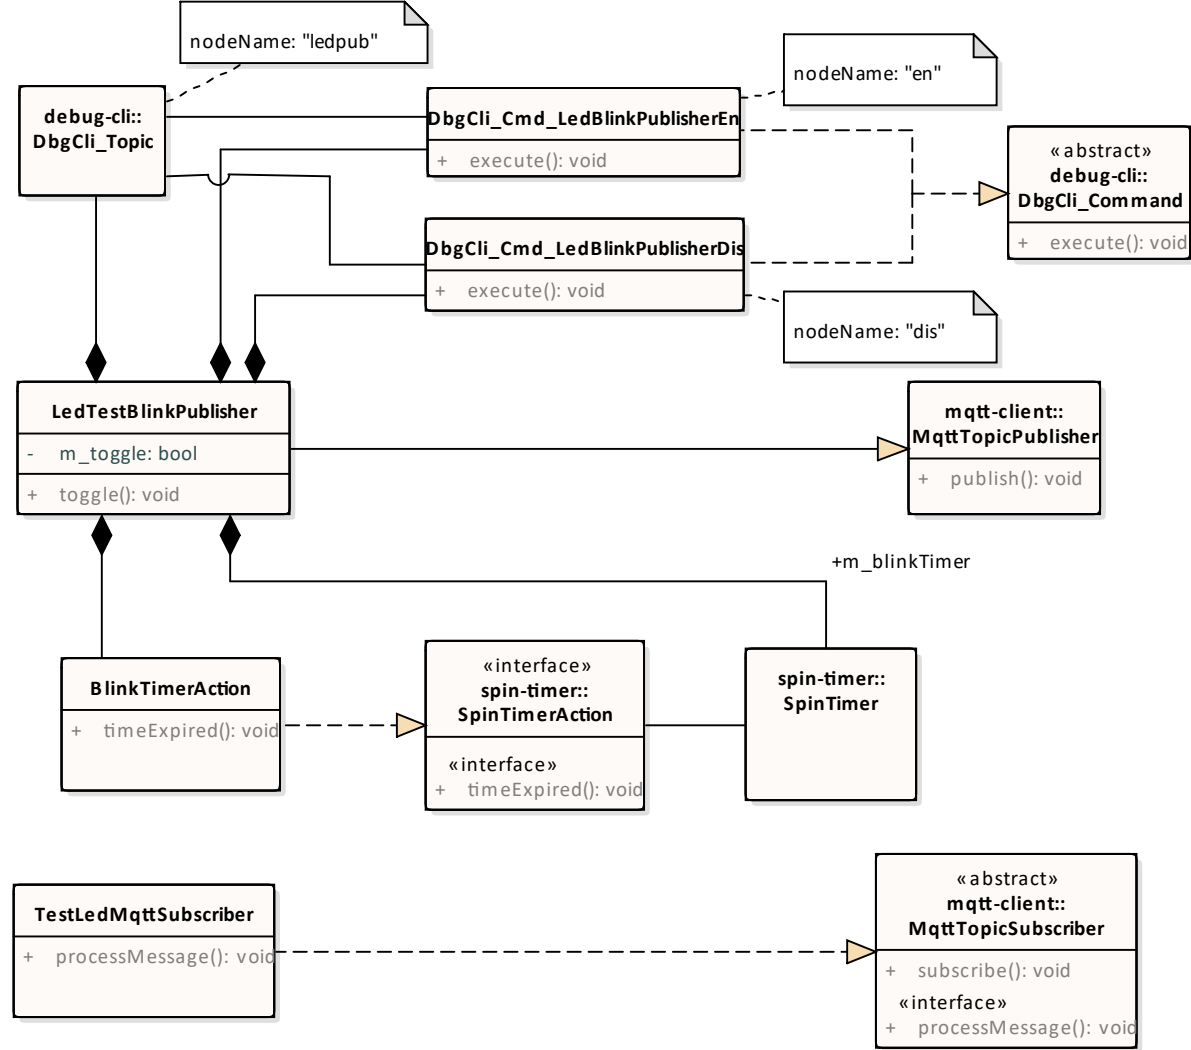 nodeName: "ledpub"
nodeName: "en"
debug-cli::
DbgCli_Topic
DbgCli_Cmd_LedBlinkPublisherEn
+ execute(): void
«abstract»
debug-cli::
DbgCli_Command
+ execute(): void
DbgCli_Cmd_LedBlinkPublisherDis
+ execute(): void
nodeName: "dis"
LedTestBlinkPublisher
- m_toggle: bool
+ toggle(): void
mqtt-client::
MqttTopicPublisher
+ publish(): void
+m_blinkTimer
BlinkTimerAction
+ timeExpired(): void
«interface»
spin-timer::
SpinTimerAction
«interface»
+ timeExpired(): void
spin-timer::
SpinTimer
TestLedMqttSubscriber
+ processMessage(): void
«abstract»
mqtt-client::
MqttTopicSubscriber
+ subscribe(): void
«interface»
+ processMessage(): void